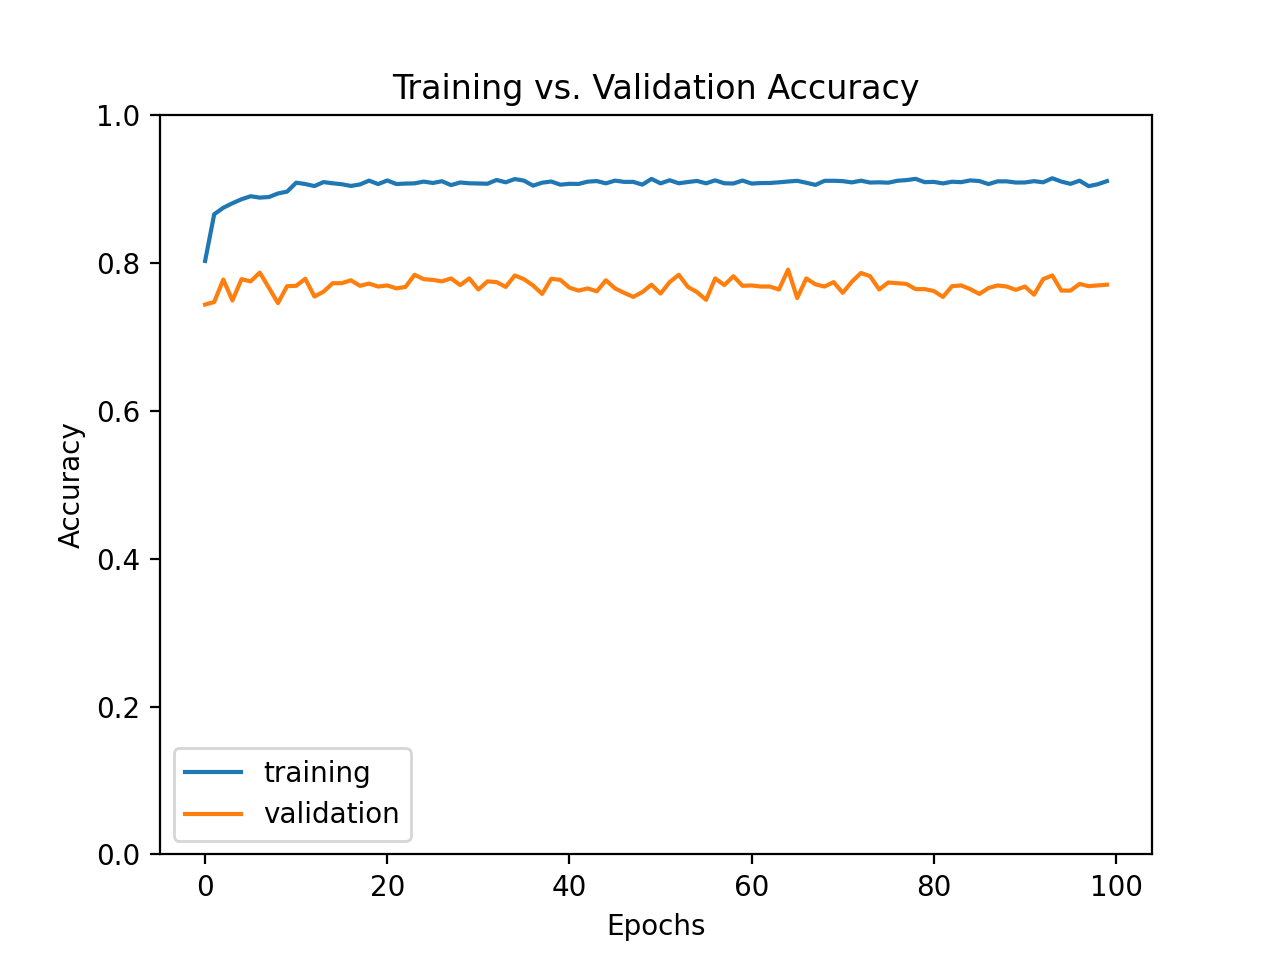 Training vs. Validation Accuracy
1.0
0.8
0.6
0.4
0.2
0.0
Accuracy
training
validation
0 20 40 60 80 100
Epochs